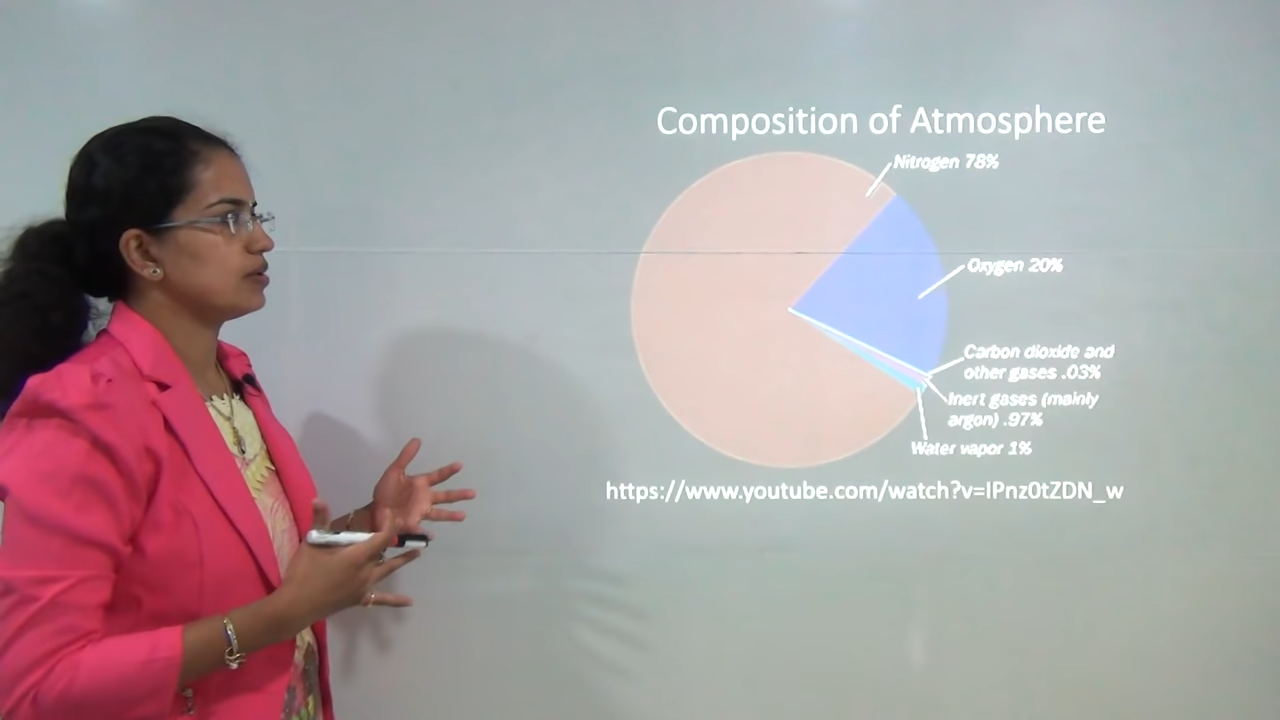 Composition of Atmosphere
Nitrogen 78%
Oxygen 20%
Carbon dioxide and
other gases .03%
Inert gases (mainly
argon) .97%
Water vapor 1%
https://www.youtube.com/watch?v=IPnz0tZDN_w